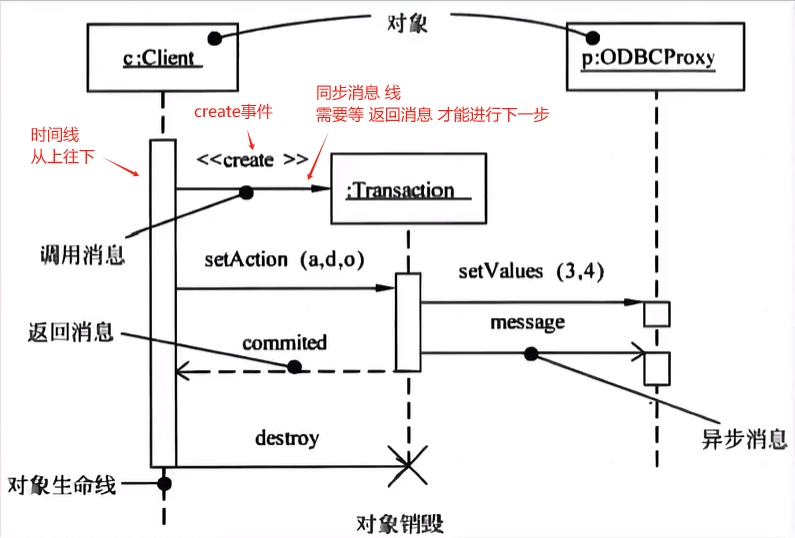 对象
c:Client
p:ODBCProxy
create事件
同步消息 线
需要等 返回消息 才能进行下一步
时间线
从上往下
<<create >>
:Transaction
调用消息
setAction (a,d,o)
setValues (3,4)
返回消息
commited
message
异步消息
destroy
对象生命线
对象销毁